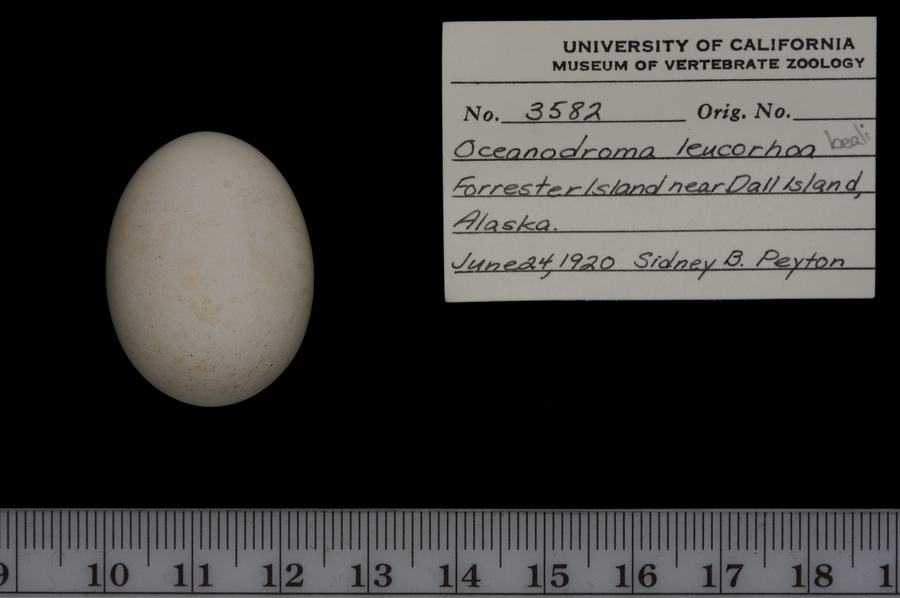 UNIVERSITY OF CALIFORNIA
MUSEUM OF VERTEBRATE ZOOLOGY
No. 3582 Orig. No.
Oceanodroma leucorhoa beali
Forrester Island near Dall Island,
Alaska.
June 24, 1920 Sidney B. Peyton
9 10 11 12 13 14 15 16 17 18 1